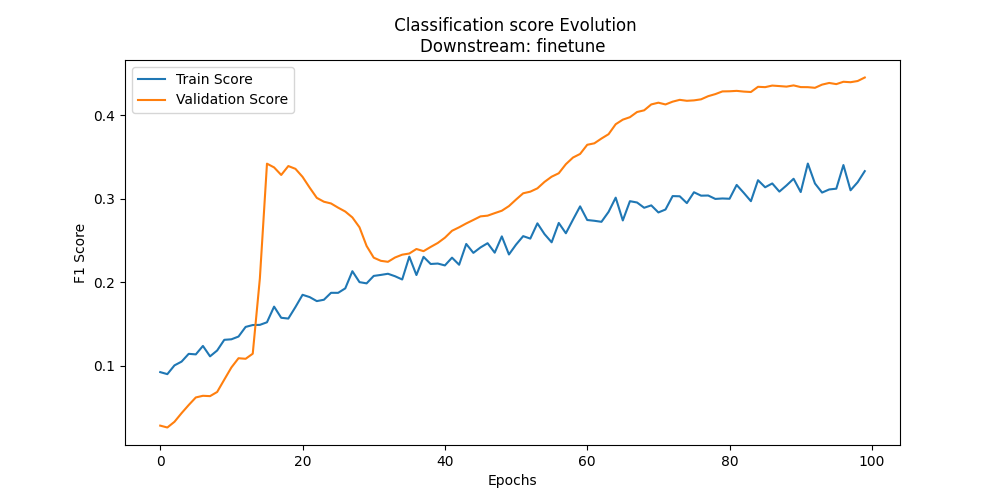 Classification score Evolution
Downstream: finetune
Train Score
Validation Score
F1 Score
0.4
0.3
0.2
0.1
0 20 40 60 80 100
Epochs